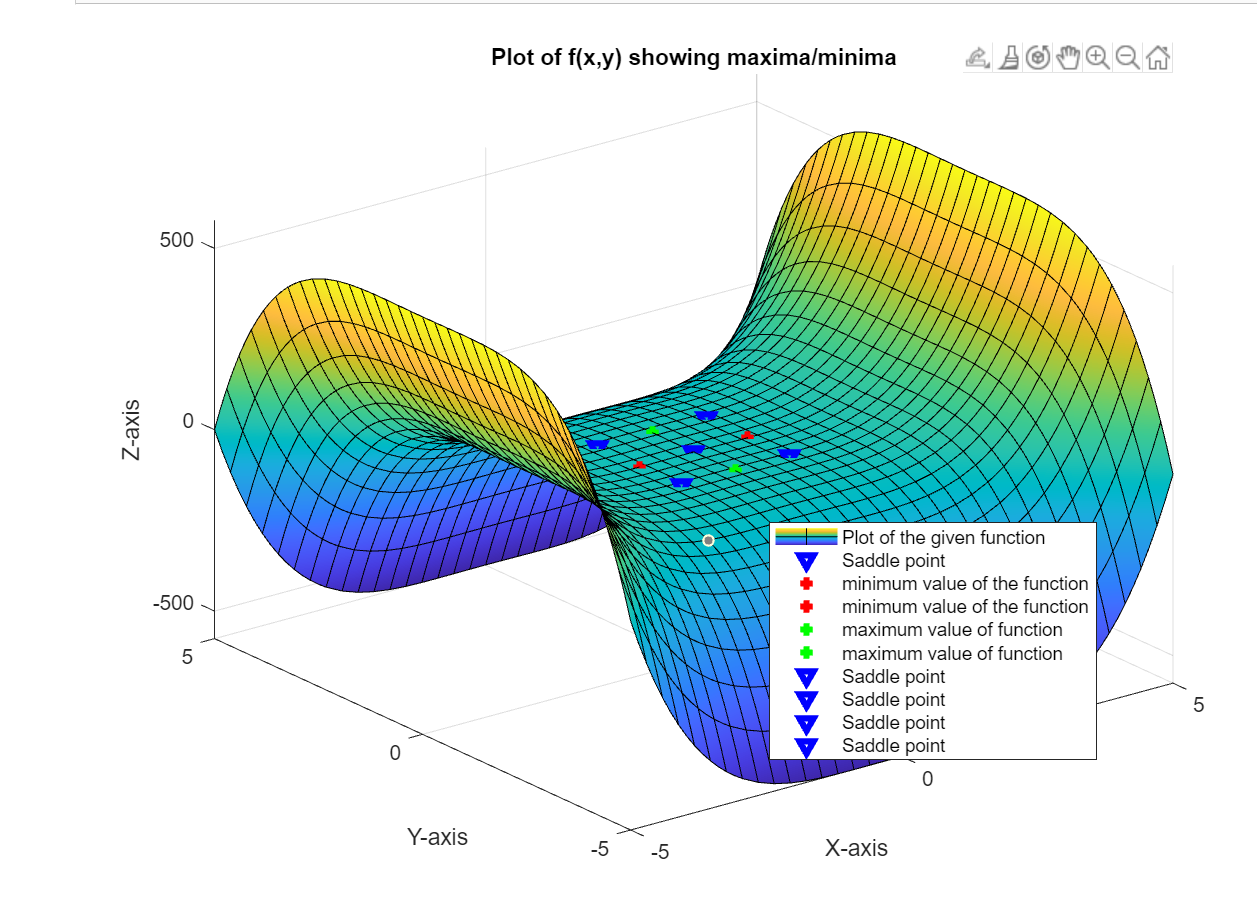 Plot of f(x,y) showing maxima/minima
500
0
-500
Z-axis
5
0
-5
Y-axis
-5
0
5
X-axis
Plot of the given function
Saddle point
minimum value of the function
minimum value of the function
maximum value of function
maximum value of function
Saddle point
Saddle point
Saddle point
Saddle point